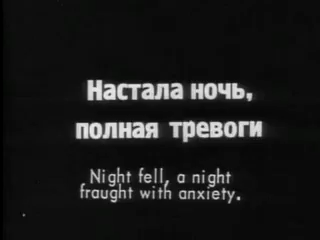 Настала ночь,
полная тревоги
Night fell, a night
fraught with anxiety.